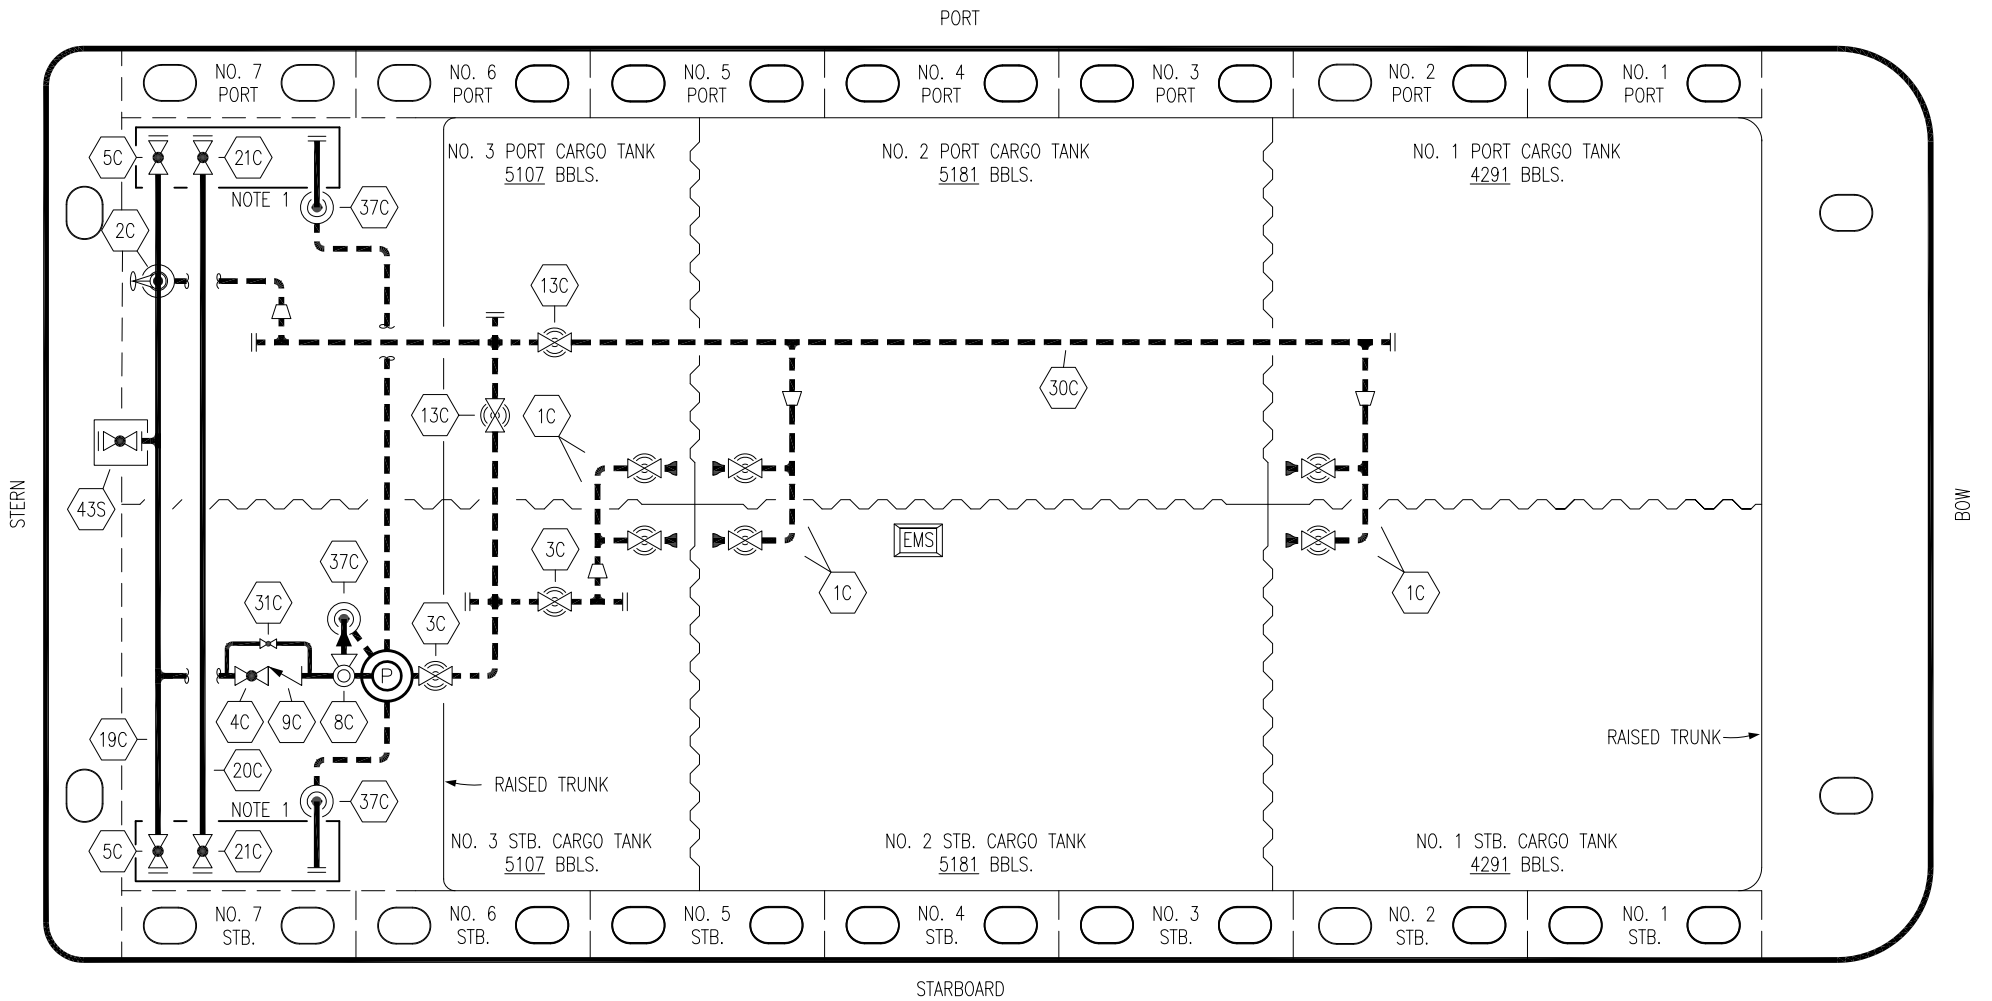 PORT
NO. 7
PORT
NO. 6
PORT
NO. 5
PORT
NO. 4
PORT
NO. 3
PORT
NO. 2
PORT
NO. 1
PORT
5C
21C
NOTE 1
37C
2C
NO. 3 PORT CARGO TANK
5107 BBLS.
NO. 2 PORT CARGO TANK
5181 BBLS.
NO. 1 PORT CARGO TANK
4291 BBLS.
13C
13C
1C
30C
43S
STERN
BOW
EMS
37C
3C
31C
3C
1C
1C
4C
9C
8C
19C
20C
RAISED TRUNK
RAISED TRUNK
NOTE 1
37C
5C
21C
NO. 3 STB. CARGO TANK
5107 BBLS.
NO. 2 STB. CARGO TANK
5181 BBLS.
NO. 1 STB. CARGO TANK
4291 BBLS.
P
NO. 7
STB.
NO. 6
STB.
NO. 5
STB.
NO. 4
STB.
NO. 3
STB.
NO. 2
STB.
NO. 1
STB.
STARBOARD